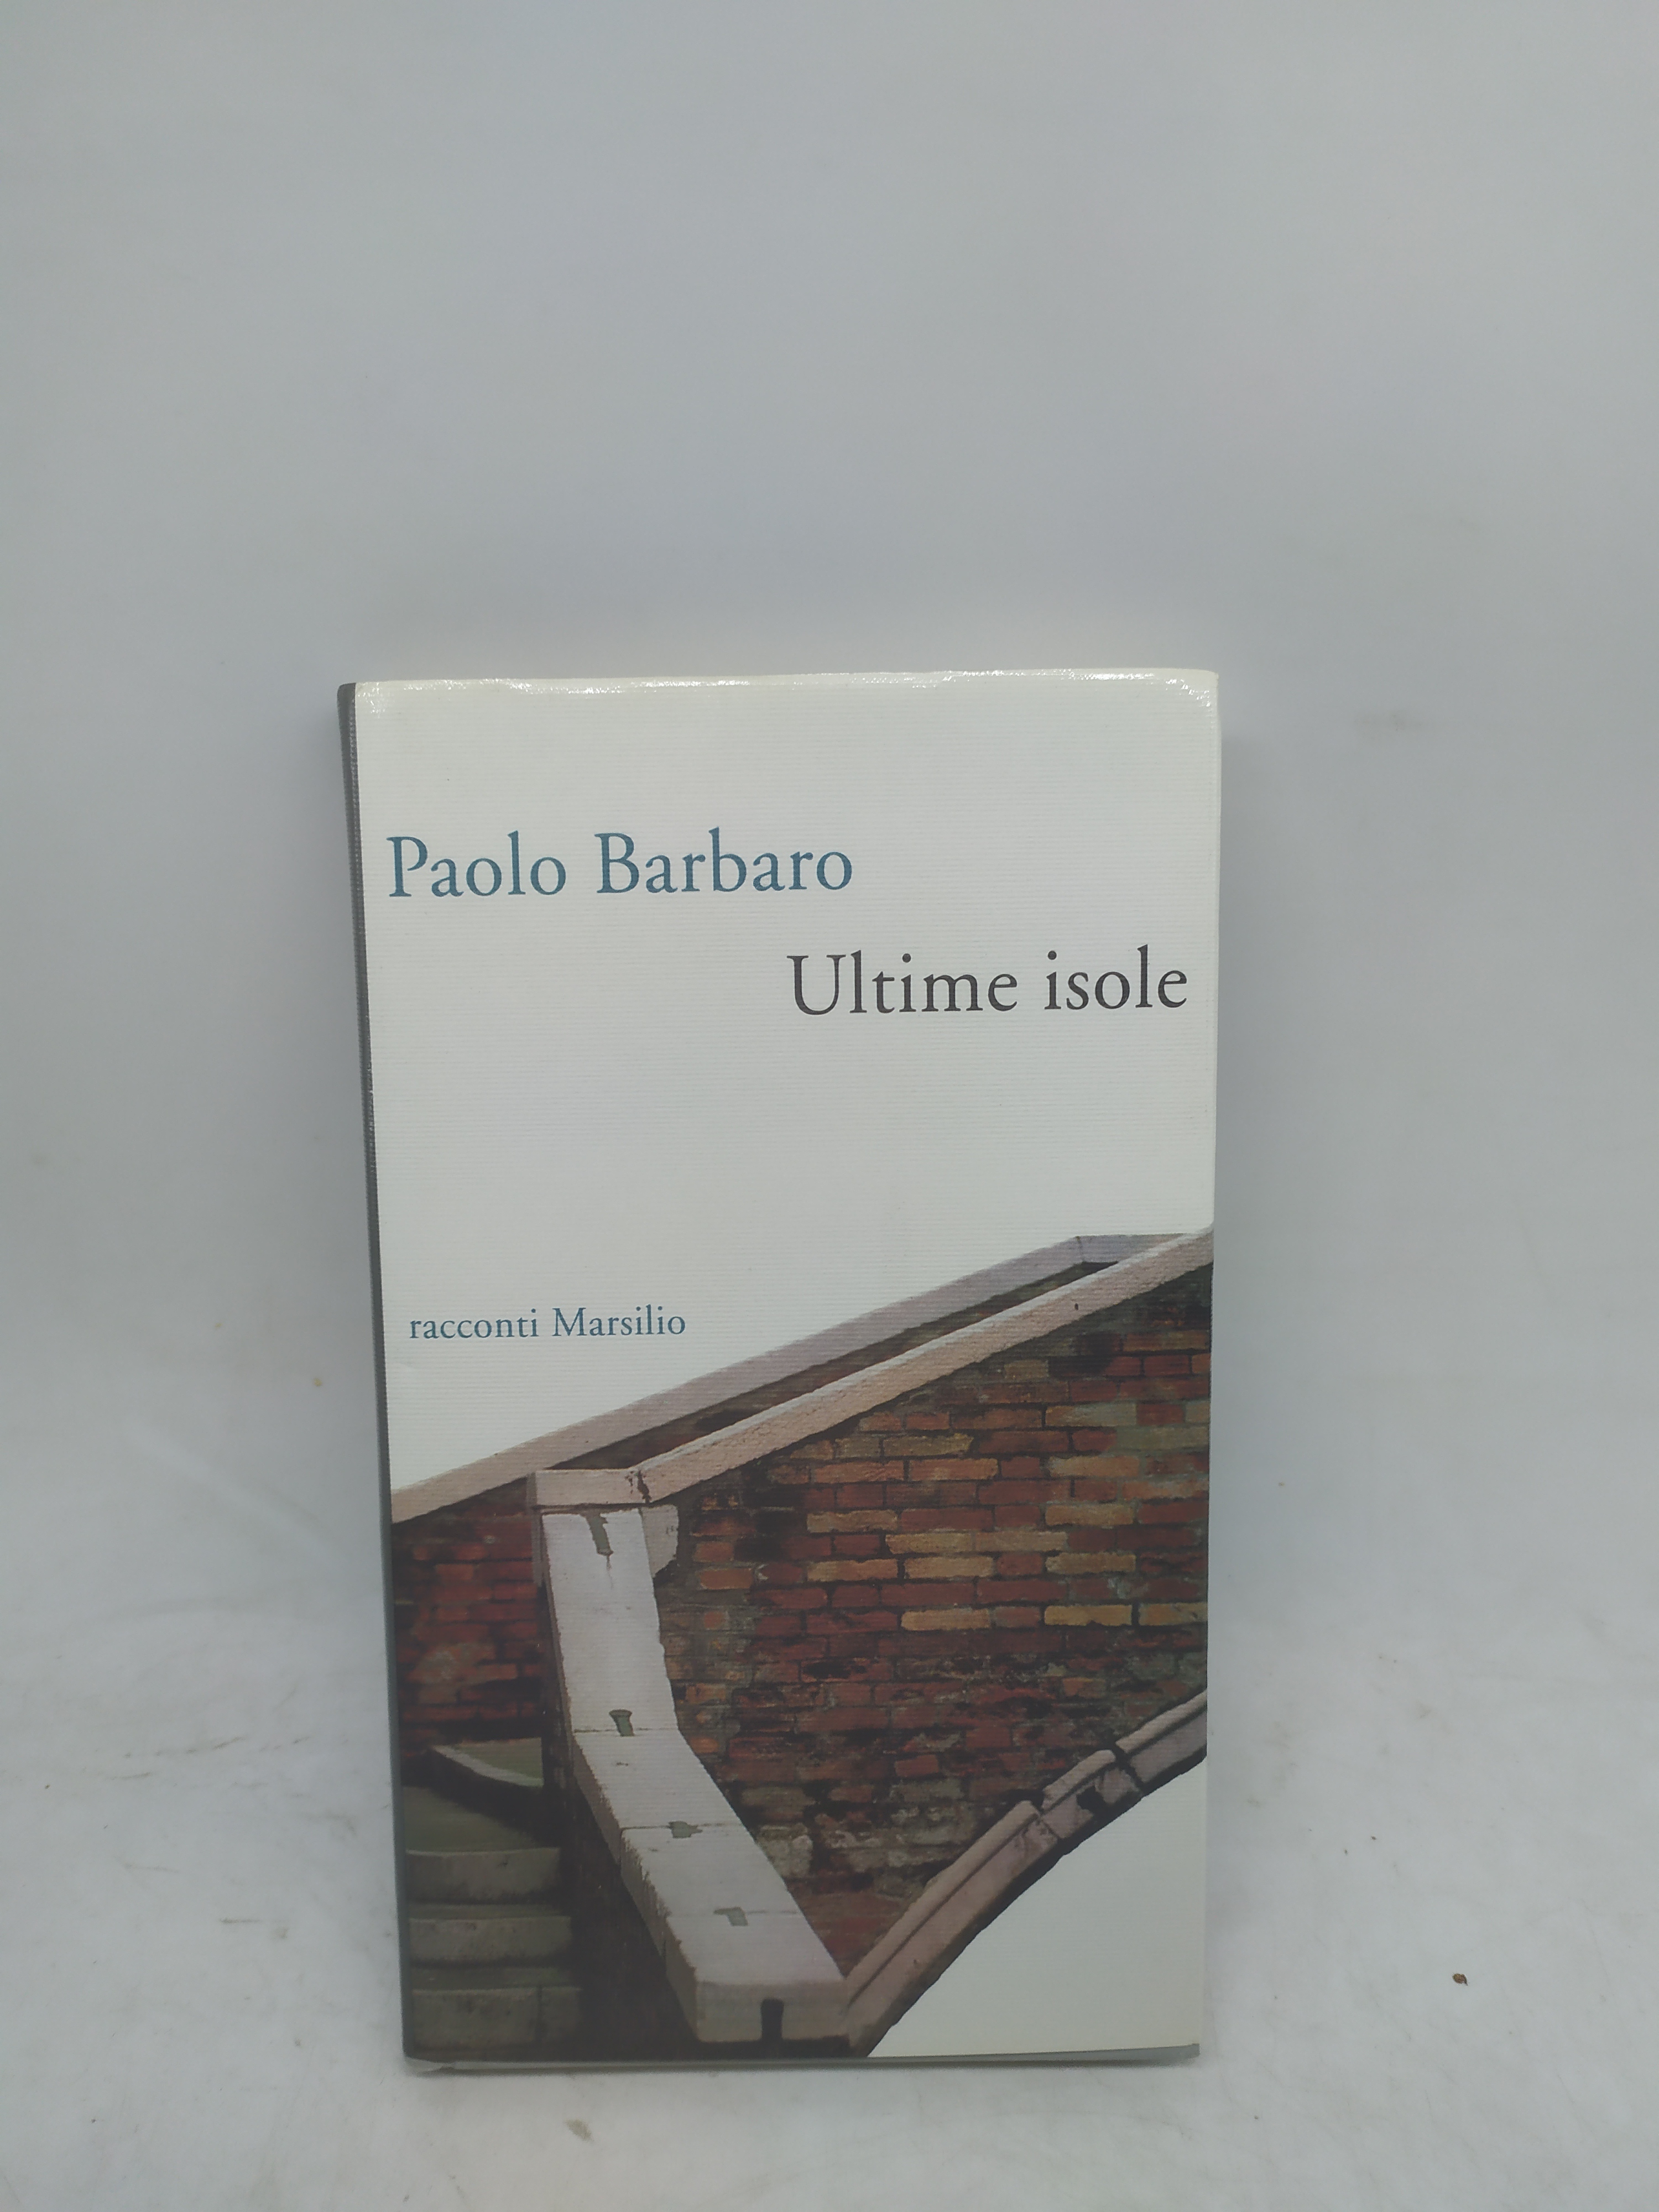 Paolo Barbaro
Ultime isole
racconti Marsilio